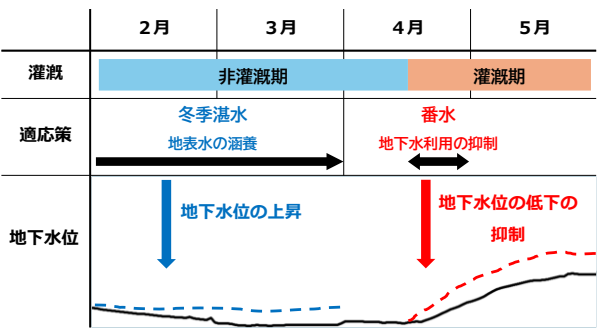 2月 3月 4月 5月
灌漑 非灌漑期 灌漑期
適応策
冬季湛水 番水
地表水の涵養 地下水利用の抑制
地下水位
地下水位の上昇
地下水位の低下の
抑制